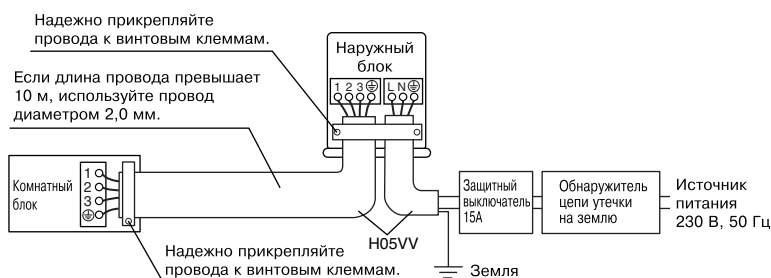 Надежно прикрепляйте
провода к винтовым клеммам.
Если длина провода превышает
10 м, используйте провод
диаметром 2,0 мм.
Наружный
блок
1 2 3
L N
Комнатный
блок
1
2
3
Защитный
выключатель
15А
Обнаружитель
цепи утечки
на землю
Источник
питания
230 В, 50 Гц
H05VV
Земля
Надежно прикрепляйте
провода к винтовым клеммам.